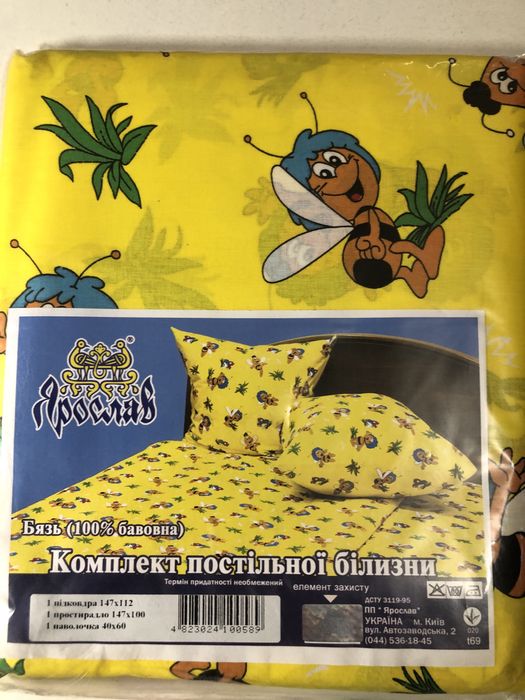 ®
Ярослав
Бязь (100% бавовна)
Комплект постільної білизни
Термін придатності необмежений
елемент захисту
1 підковдра 147х112
1 простирадло 147х100
1 наволочка 40х60
4 823024 100589
ДСТУ 3119-95
ПП "Ярослав"
УКРАЇНА м. Київ
вул. Автозаводська, 2
(044) 536-18-45
020
т69